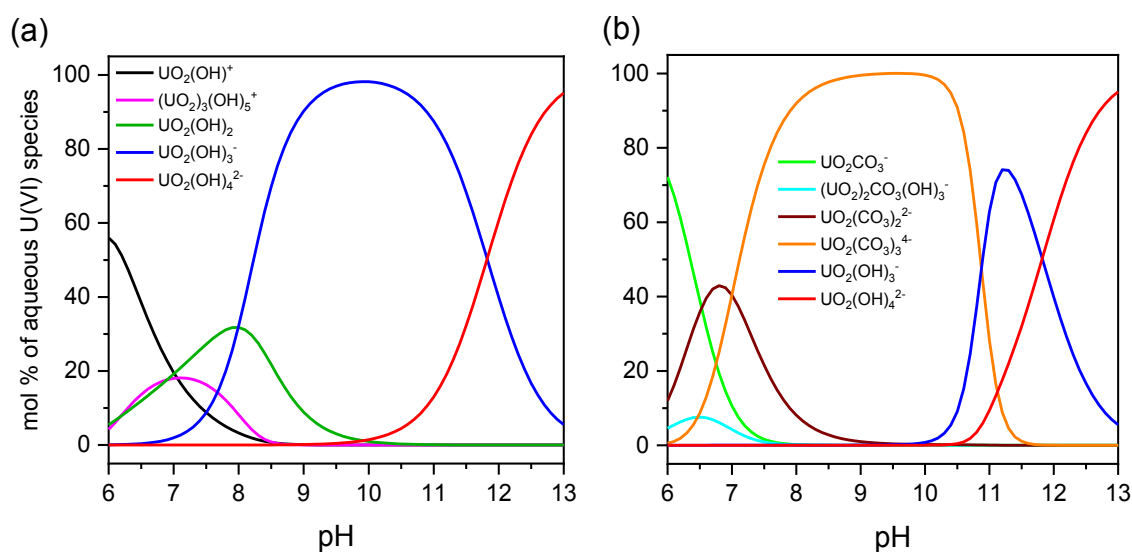 (a)
mol % of aqueous U(VI) species
100
80
60
40
20
0
UO₂(OH)⁺
(UO₂)₃(OH)₅⁺
UO₂(OH)₂
UO₂(OH)₃⁻
UO₂(OH)₄²⁻
6 7 8 9 10 11 12 13
pH
(b)
100
80
60
40
20
0
UO₂CO₃⁻
(UO₂)₂CO₃(OH)₃⁻
UO₂(CO₃)₂²⁻
UO₂(CO₃)₃⁴⁻
UO₂(OH)₃⁻
UO₂(OH)₄²⁻
6 7 8 9 10 11 12 13
pH